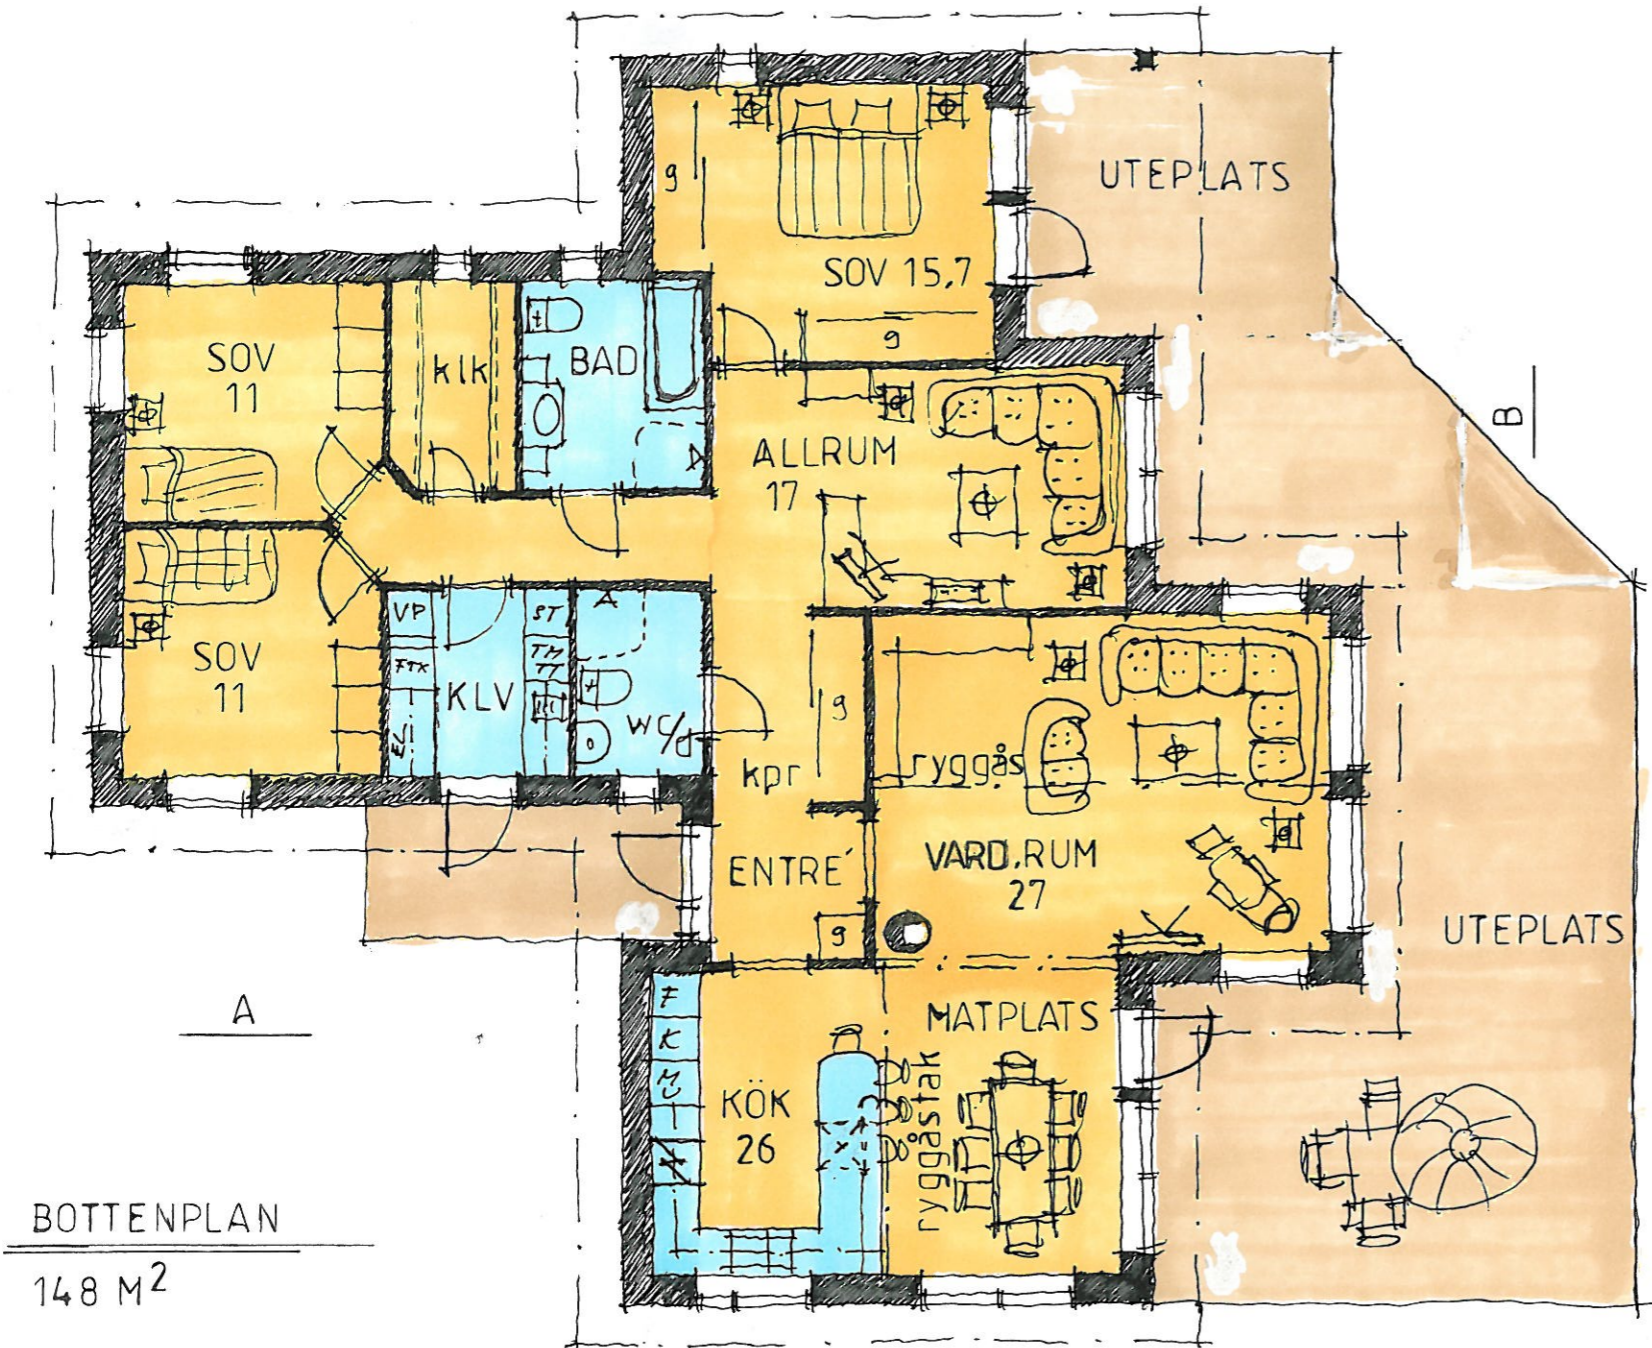 UTEPLATS
g
SOV 15,7
g
SOV
11
klk
BAD
B
ALLRUM
17
VP
ST
A
FTX
TM
TT
SOV
11
KLV
EL
WC/d
g
kpr
ryggås
ENTRÉ
VARD.RUM
27
g
UTEPLATS
A
F
K
MU
MATPLATS
KÖK
26
ryggåstak
BOTTENPLAN
148 M²